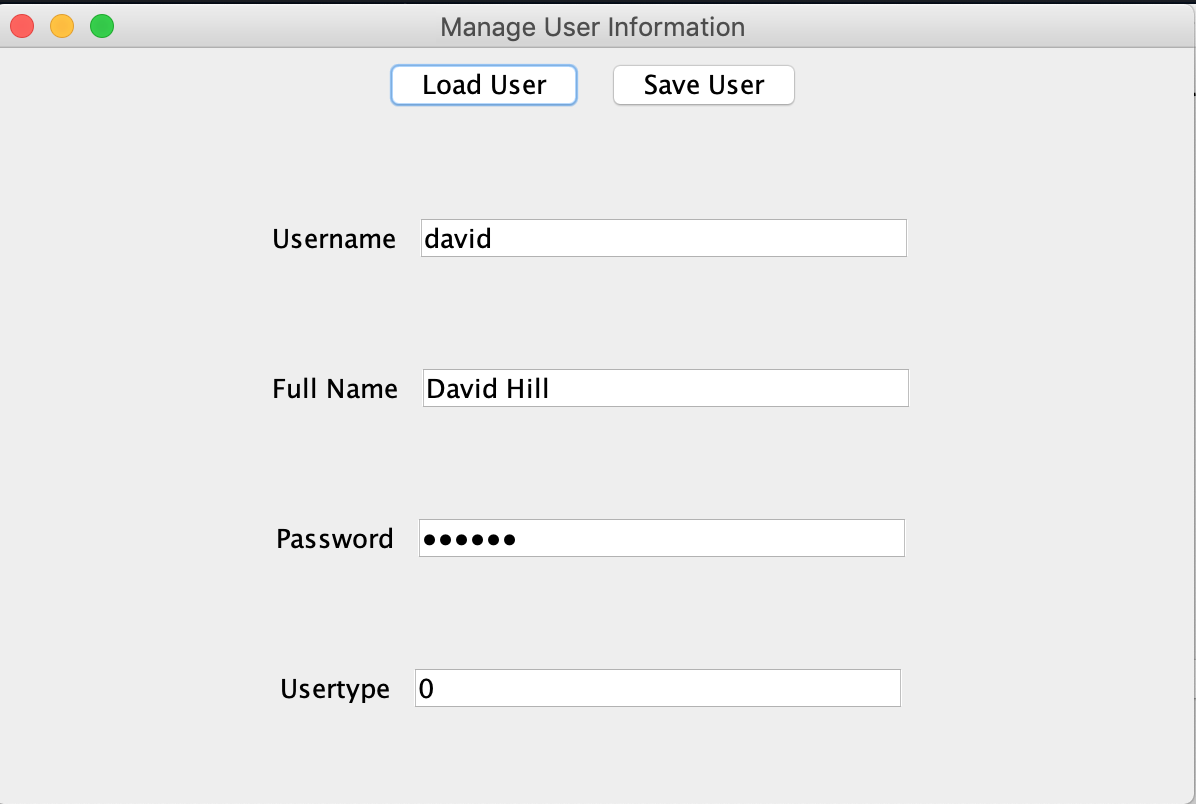 Manage User Information
Load User Save User
Username david
Full Name David Hill
Password ••••••
Usertype 0